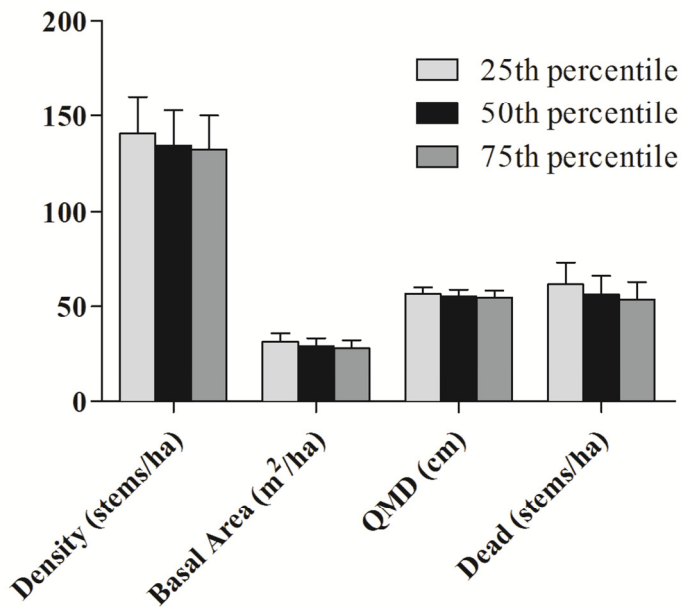 200
150
100
50
0
25th percentile
50th percentile
75th percentile
Density (stems/ha)
Basal Area (m²/ha)
QMD (cm)
Dead (stems/ha)